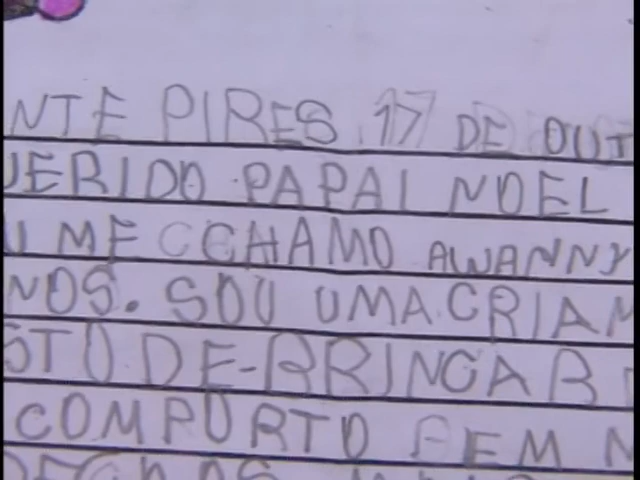 NTE PIRES 17 DE OUT
UERIDO PAPAI NOEL
U ME CCHAMO AWANNY
NOS. SOU UMA CRIAN
STO DE-BRINCAR
COMPORTO BEM N